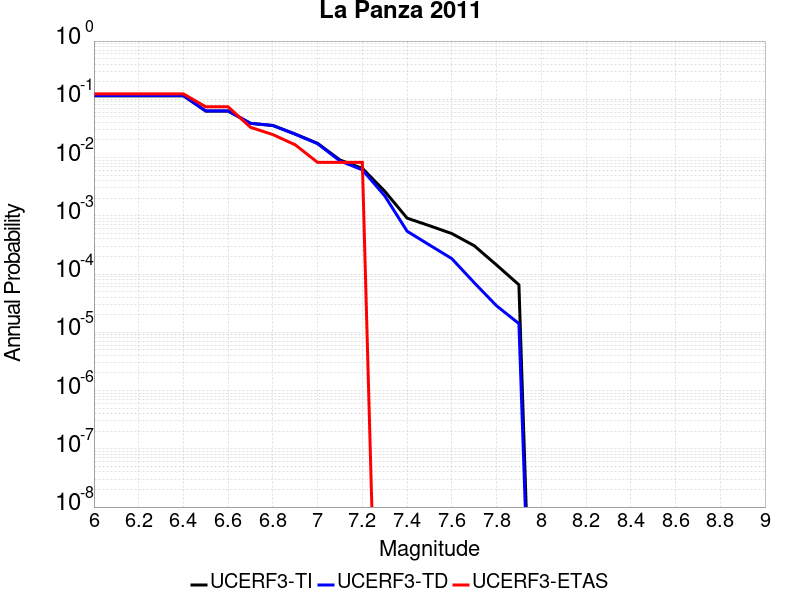 La Panza 2011
10^0
10^-1
10^-2
10^-3
10^-4
10^-5
10^-6
10^-7
10^-8
Annual Probability
6 6.2 6.4 6.6 6.8 7 7.2 7.4 7.6 7.8 8 8.2 8.4 8.6 8.8 9
Magnitude
UCERF3-TI UCERF3-TD UCERF3-ETAS